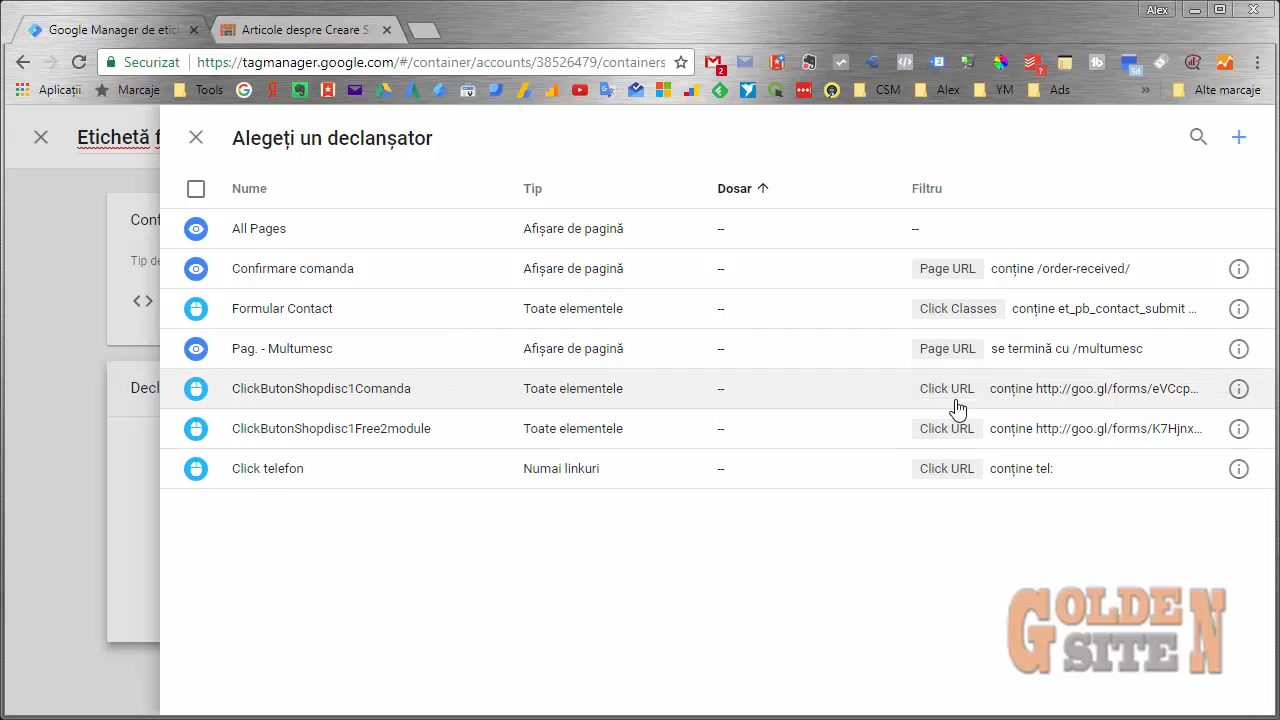 Alex
Google Manager de etich
Articole despre Creare S
Securizat
https://tagmanager.google.com/#/container/accounts/38526479/containers
2
?
5d
Aplicații
Marcaje
Tools
CSM
Alex
YM
Ads
»
Alte marcaje
Etichetă f
Alegeți un declanșator
Conf
Tip de
Decl
Nume Tip Dosar Filtru
All Pages Afișare de pagină -- --
Confirmare comanda Afișare de pagină -- Page URL conține /order-received/
Formular Contact Toate elementele -- Click Classes conține et_pb_contact_submit ...
Pag. - Multumesc Afișare de pagină -- Page URL se termină cu /multumesc
ClickButonShopdisc1Comanda Toate elementele -- Click URL conține http://goo.gl/forms/eVCcp...
ClickButonShopdisc1Free2module Toate elementele -- Click URL conține http://goo.gl/forms/K7Hjnx...
Click telefon Numai linkuri -- Click URL conține tel:
GOLDEN
SITE